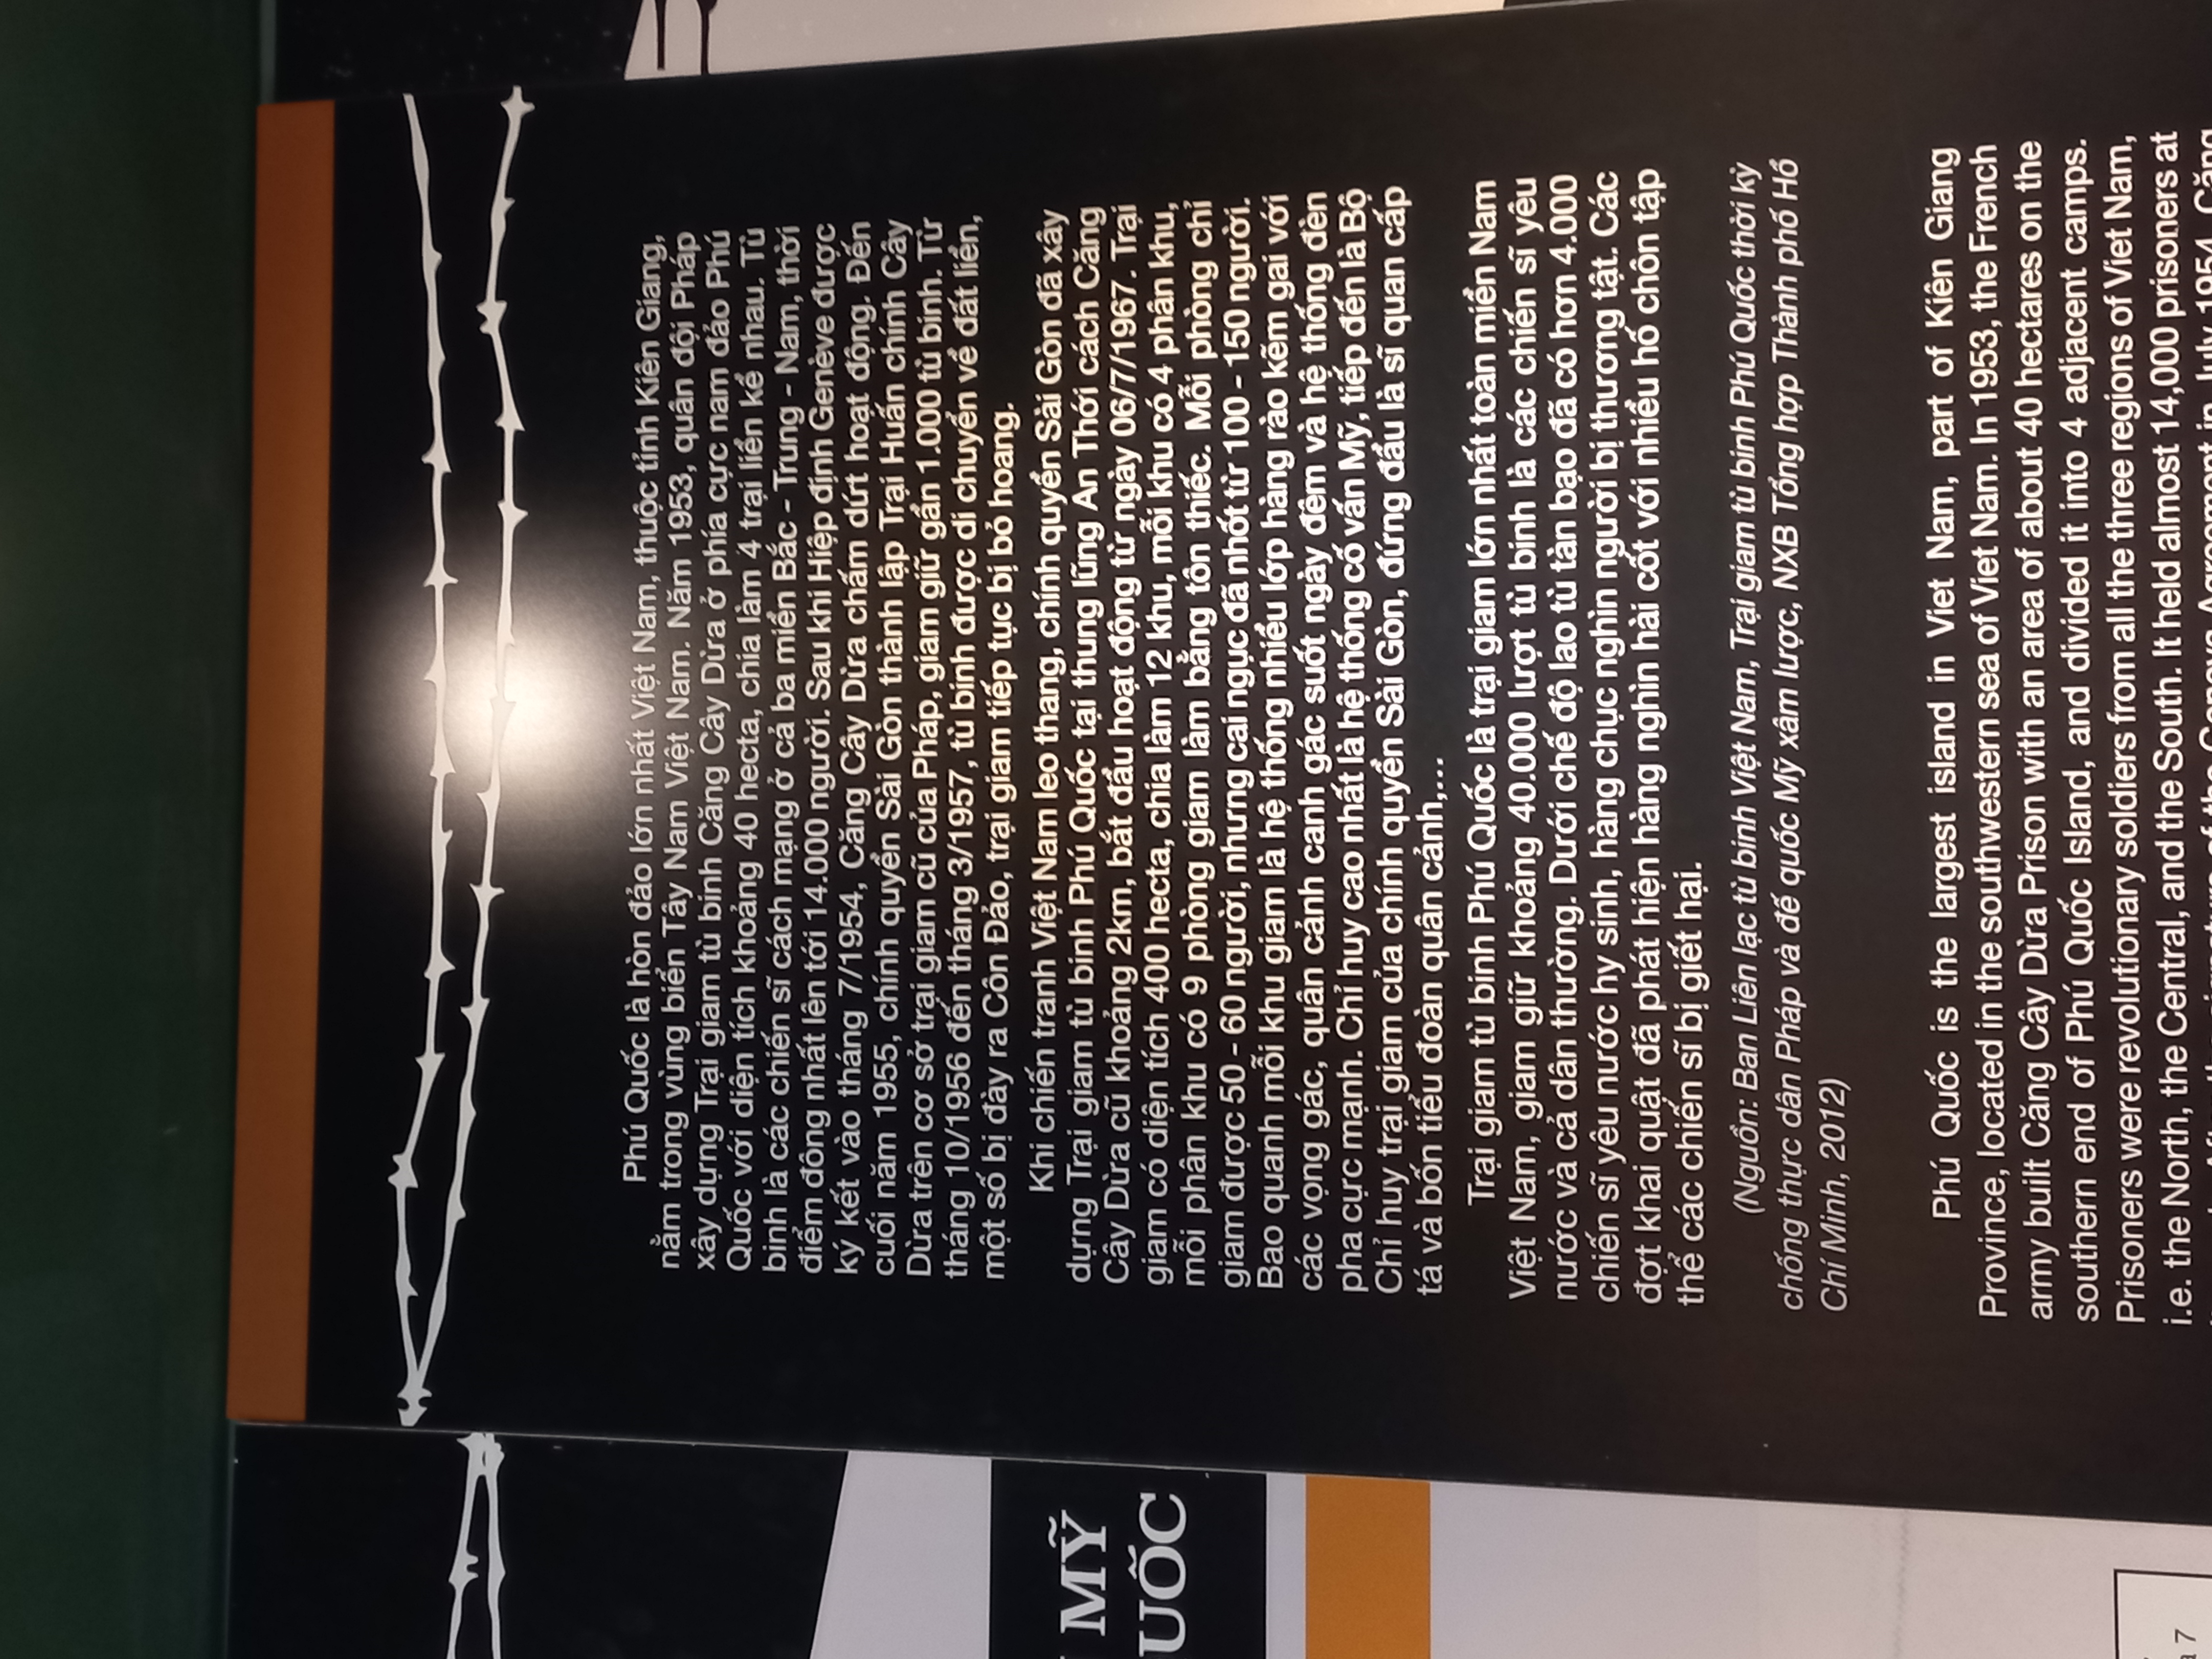 Phú Quốc là hòn đảo lớn nhất Việt Nam, thuộc tỉnh Kiên Giang,
nằm trong vùng biển Tây Nam Việt Nam. Năm 1953, quân đội Pháp
xây dựng Trại giam tù binh Căng Cây Dừa ở phía cực nam đảo Phú
Quốc với diện tích khoảng 40 hecta, chia làm 4 trại liền kề nhau. Tù
binh là các chiến sĩ cách mạng ở cả ba miền Bắc - Trung - Nam, thời
điểm đông nhất lên tới 14.000 người. Sau khi Hiệp định Genève được
ký kết vào tháng 7/1954, Căng Cây Dừa chấm dứt hoạt động. Đến
cuối năm 1955, chính quyền Sài Gòn thành lập Trại Huấn chính Cây
Dừa trên cơ sở trại giam cũ của Pháp, giam giữ gần 1.000 tù binh. Từ
tháng 10/1956 đến tháng 3/1957, tù binh được di chuyển về đất liền,
một số bị đày ra Côn Đảo, trại giam tiếp tục bị bỏ hoang.
Khi chiến tranh Việt Nam leo thang, chính quyền Sài Gòn đã xây
dựng Trại giam tù binh Phú Quốc tại thung lũng An Thới cách Căng
Cây Dừa cũ khoảng 2km, bắt đầu hoạt động từ ngày 06/7/1967. Trại
giam có diện tích 400 hecta, chia làm 12 khu, mỗi khu có 4 phân khu,
mỗi phân khu có 9 phòng giam làm bằng tôn thiếc. Mỗi phòng chỉ
giam được 50 - 60 người, nhưng cai ngục đã nhốt từ 100 - 150 người.
Bao quanh mỗi khu giam là hệ thống nhiều lớp hàng rào kẽm gai với
các vọng gác, quân cảnh canh gác suốt ngày đêm và hệ thống đèn
pha cực mạnh. Chỉ huy cao nhất là hệ thống cố vấn Mỹ, tiếp đến là Bộ
Chỉ huy trại giam của chính quyền Sài Gòn, đứng đầu là sĩ quan cấp
tá và bốn tiểu đoàn quân cảnh,...
Trại giam tù binh Phú Quốc là trại giam lớn nhất toàn miền Nam
Việt Nam, giam giữ khoảng 40.000 lượt tù binh là các chiến sĩ yêu
nước và cả dân thường. Dưới chế độ lao tù tàn bạo đã có hơn 4.000
chiến sĩ yêu nước hy sinh, hàng chục nghìn người bị thương tật. Các
đợt khai quật đã phát hiện hàng nghìn hài cốt với nhiều hố chôn tập
thể các chiến sĩ bị giết hại.
(Nguồn: Ban Liên lạc tù binh Việt Nam, Trại giam tù binh Phú Quốc thời kỳ
chống thực dân Pháp và đế quốc Mỹ xâm lược, NXB Tổng hợp Thành phố Hồ
Chí Minh, 2012)
Phú Quốc is the largest island in Viet Nam, part of Kiên Giang
Province, located in the southwestern sea of Viet Nam. In 1953, the French
army built Căng Cây Dừa Prison with an area of about 40 hectares on the
southern end of Phú Quốc Island, and divided it into 4 adjacent camps.
Prisoners were revolutionary soldiers from all the three regions of Viet Nam,
i.e. the North, the Central, and the South. It held almost 14,000 prisoners at
of the Geneva Agreement in July 1954, Căng
MỸ
UỐC
7